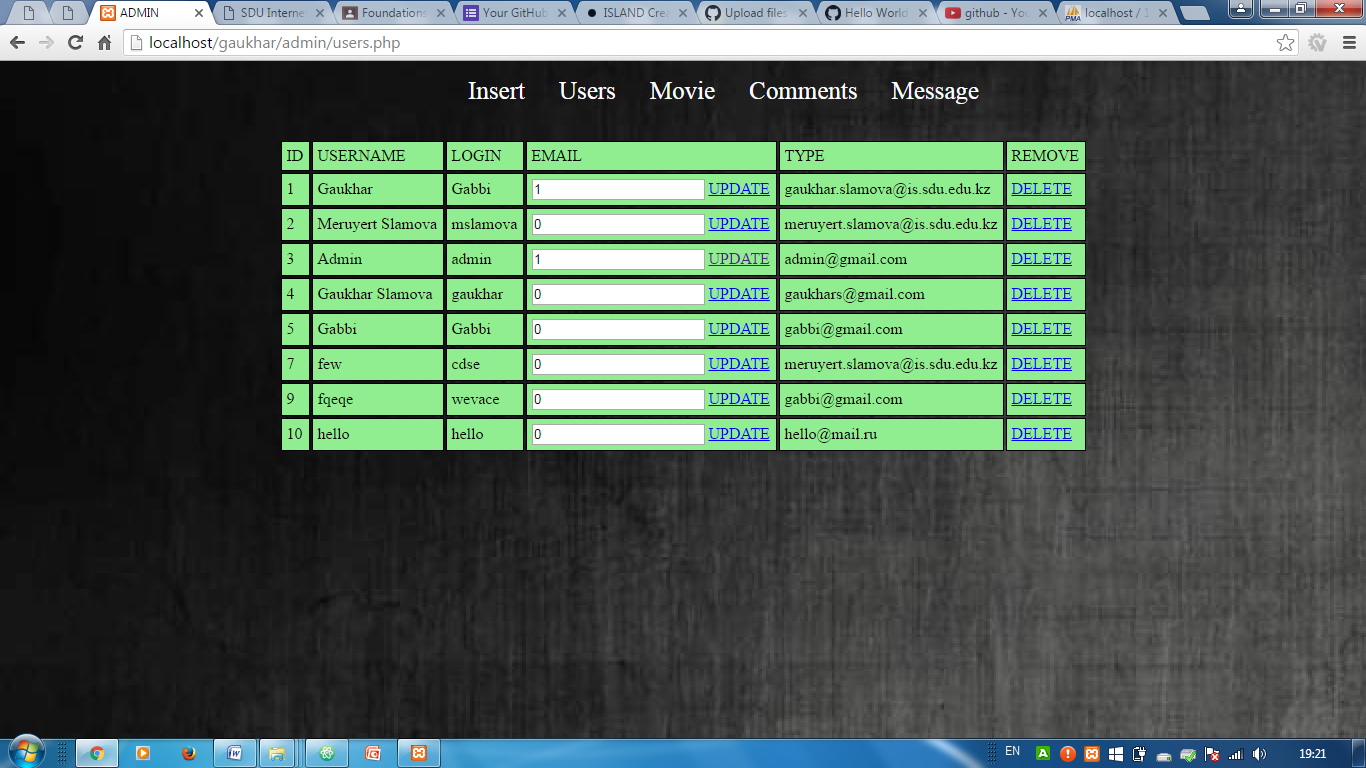 ADMIN SDU Interne Foundations Your GitHub ISLAND Crea Upload files Hello World github - You localhost / 1
localhost/gaukhar/admin/users.php
Insert Users Movie Comments Message
ID USERNAME LOGIN EMAIL TYPE REMOVE
1 Gaukhar Gabbi 1 UPDATE gaukhar.slamova@is.sdu.edu.kz DELETE
2 Meruyert Slamova mslamova 0 UPDATE meruyert.slamova@is.sdu.edu.kz DELETE
3 Admin admin 1 UPDATE admin@gmail.com DELETE
4 Gaukhar Slamova gaukhar 0 UPDATE gaukhars@gmail.com DELETE
5 Gabbi Gabbi 0 UPDATE gabbi@gmail.com DELETE
7 few cdse 0 UPDATE meruyert.slamova@is.sdu.edu.kz DELETE
9 fqeqe wevace 0 UPDATE gabbi@gmail.com DELETE
10 hello hello 0 UPDATE hello@mail.ru DELETE
EN 19:21